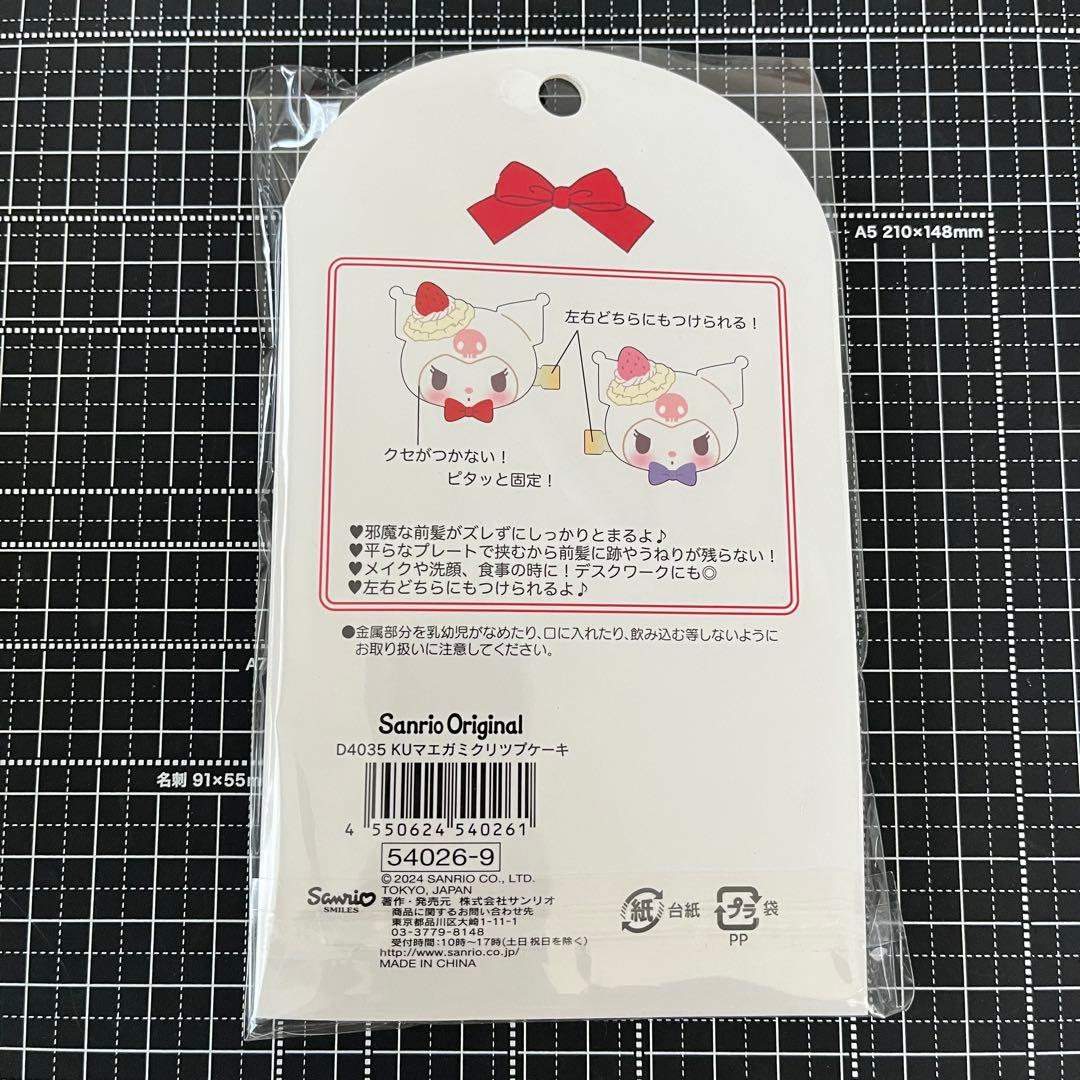 A5 210×148mm
左右どちらにもつけられる！
クセがつかない！
ピタッと固定！
♥邪魔な前髪がズレずにしっかりとまるよ♪
♥平らなプレートで挟むから前髪に跡やうねりが残らない！
♥メイクや洗顔、食事の時に！デスクワークにも◎
♥左右どちらにもつけられるよ♪
●金属部分を乳幼児がなめたり、口に入れたり、飲み込む等しないように
お取り扱いに注意してください。
A7
Sanrio Original
D4035 KUマエガミクリツプケーキ
名刺 91×55m
4 550624 540261
54026-9
©2024 SANRIO CO., LTD.
TOKYO, JAPAN
Sanrio
SMILES
著作・発売元 株式会社サンリオ
商品に関するお問い合わせ先
東京都品川区大崎1-11-1
03-3779-8148
受付時間:10時~17時(土日祝日を除く)
http://www.sanrio.co.jp/
MADE IN CHINA
紙 台紙
プラ 袋
PP